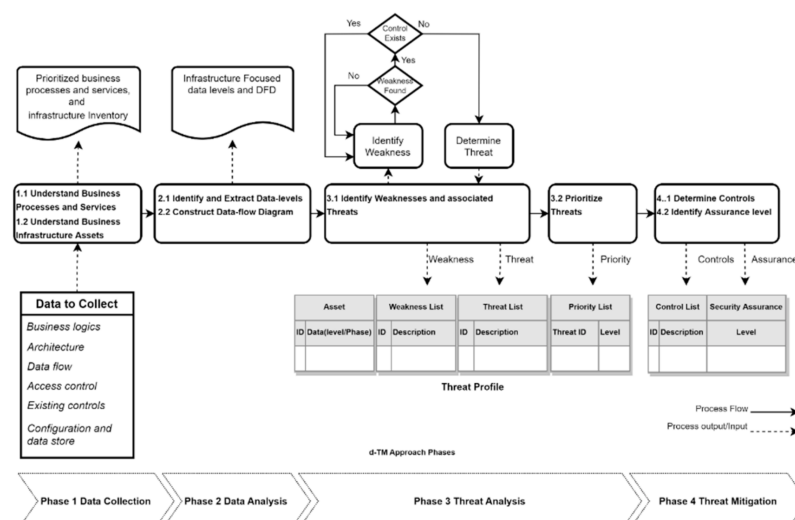 Yes
Control
Exists
No
Yes
No
Weakness
Found
Prioritized business
processes and services,
and
infrastructure Inventory
Infrastructure Focused
data levels and DFD
Identify
Weakness
Determine
Threat
1.1 Understand Business
Processes and Services
1.2 Understand Business
Infrastructure Assets
2.1 Identify and Extract Data-levels
2.2 Construct Data-flow Diagram
3.1 Identify Weaknesses and associated
Threats
3.2 Prioritize
Threats
4..1 Determine Controls
4.2 Identify Assurance level
Weakness
Threat
Priority
Controls
Assurance
Data to Collect
Business logics
Architecture
Data flow
Access control
Existing controls
Configuration and
data store
Asset
Weakness List
Threat List
Priority List
Control List
Security Assurance
ID
Data(level/Phase)
ID
Description
ID
Description
Threat ID
Level
ID
Description
Level
Threat Profile
Process Flow
Process output/Input
d-TM Approach Phases
Phase 1 Data Collection
Phase 2 Data Analysis
Phase 3 Threat Analysis
Phase 4 Threat Mitigation